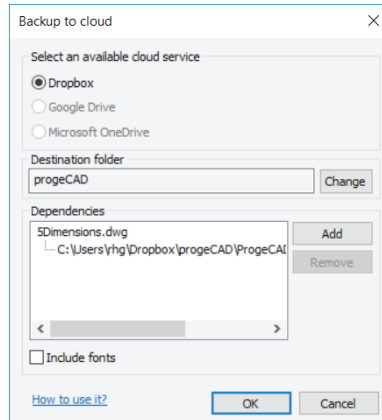 Backup to cloud
Select an available cloud service
Dropbox
Google Drive
Microsoft OneDrive
Destination folder
progeCAD
Change
Dependencies
5Dimensions.dwg
C:\Users\rhg\Dropbox\progeCAD\ProgeCAD
Add
Remove
Include fonts
How to use it?
OK
Cancel